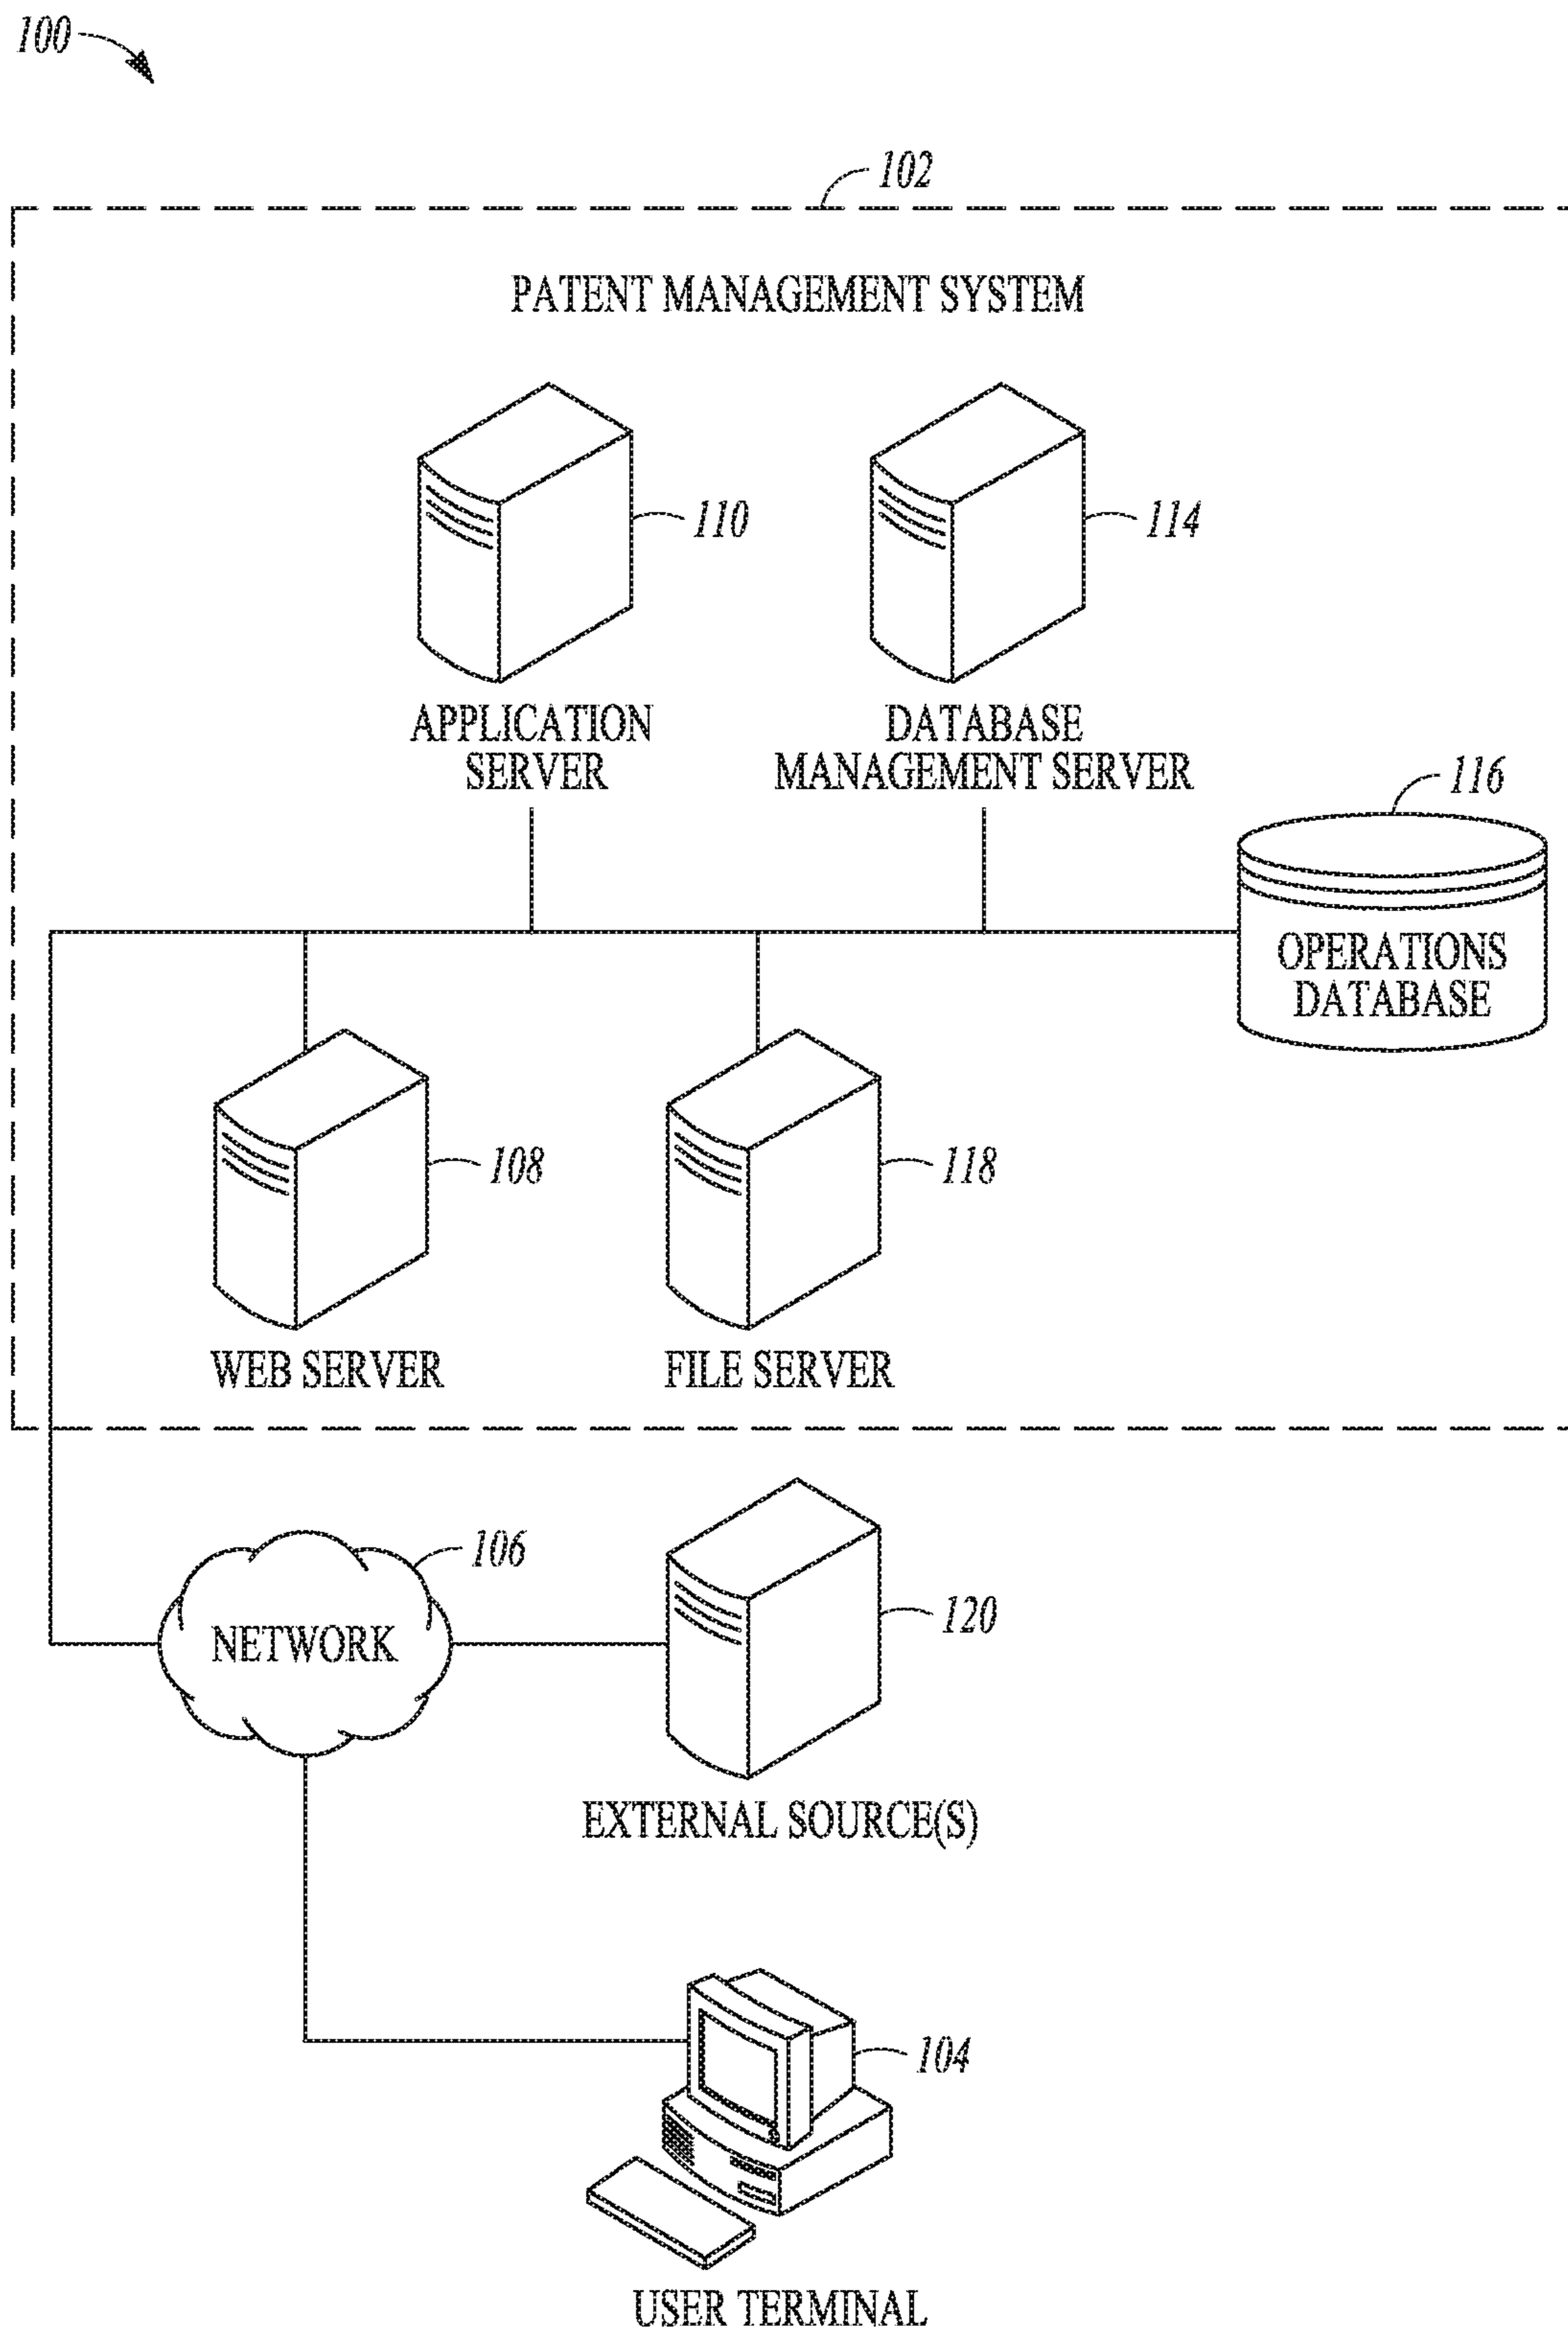 100
102
PATENT MANAGEMENT SYSTEM
110
114
APPLICATION
SERVER
DATABASE
MANAGEMENT SERVER
116
OPERATIONS
DATABASE
108
118
WEB SERVER
FILE SERVER
106
NETWORK
120
EXTERNAL SOURCE(S)
104
USER TERMINAL